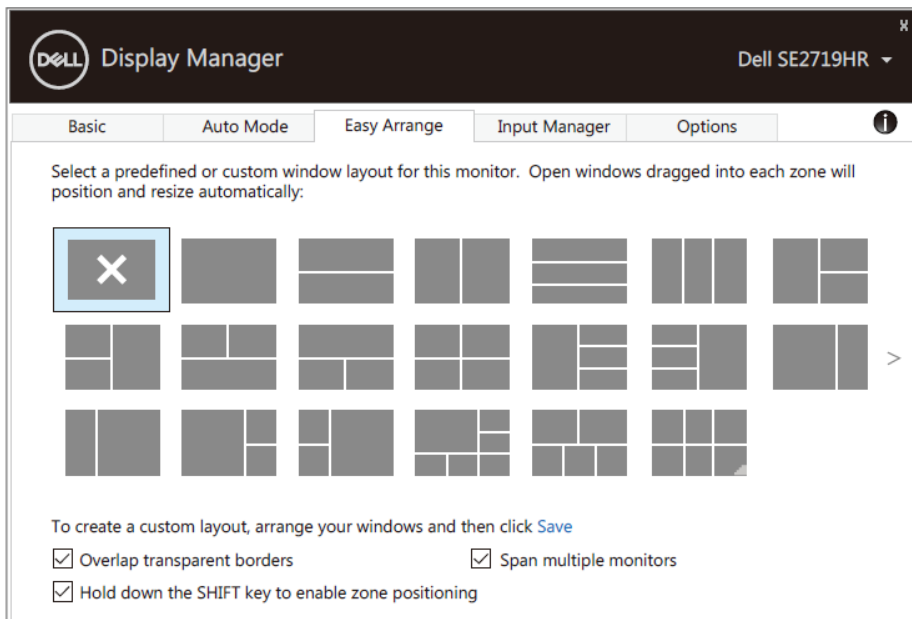 x
DELL Display Manager
Dell SE2719HR
Basic Auto Mode Easy Arrange Input Manager Options i
Select a predefined or custom window layout for this monitor. Open windows dragged into each zone will
position and resize automatically:
>
To create a custom layout, arrange your windows and then click Save
Overlap transparent borders Span multiple monitors
Hold down the SHIFT key to enable zone positioning